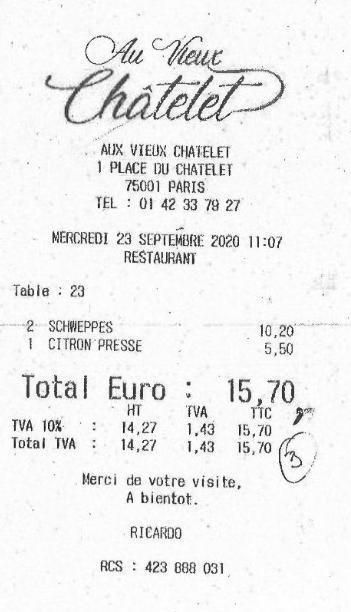 Au Vieux
Châtelet
AUX VIEUX CHATELET
1 PLACE DU CHATELET
75001 PARIS
TEL : 01 42 33 79 27
MERCREDI 23 SEPTEMBRE 2020 11:07
RESTAURANT
Table : 23
2 SCHWEPPES 10,20
1 CITRON PRESSE 5,50
Total Euro : 15,70
HT TVA TTC
TVA 10% : 14,27 1,43 15,70
Total TVA : 14,27 1,43 15,70
3
Merci de votre visite,
A bientot.
RICARDO
RCS : 423 888 031